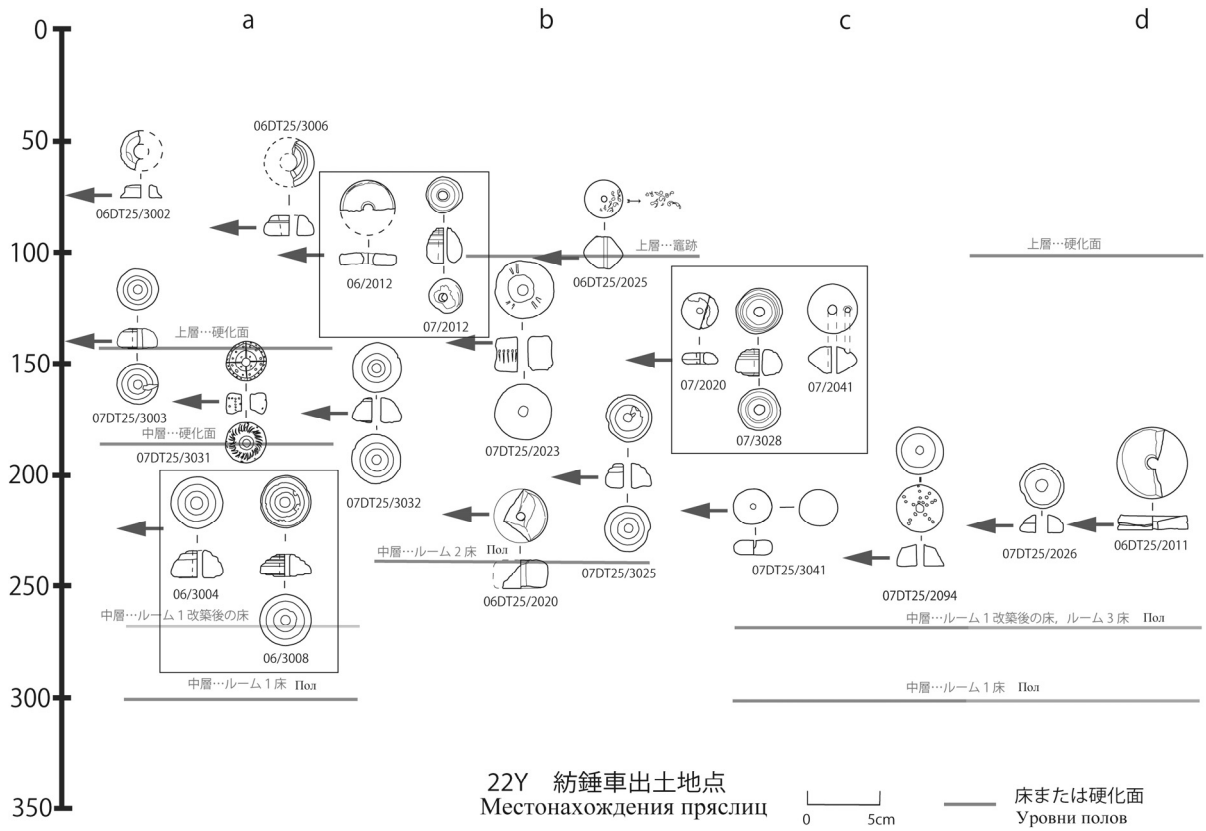 a
b
c
d
0
50
100
150
200
250
300
350
06DT25/3002
06DT25/3006
06/2012
07/2012
06DT25/2025
上層…竈跡
上層…硬化面
07DT25/3003
上層…硬化面
07DT25/3031
中層…硬化面
07DT25/3032
07DT25/2023
07/2020
07/3028
07/2041
06/3004
06/3008
中層…ルーム１改築後の床
中層…ルーム１床 Пол
中層…ルーム２床 Пол
06DT25/2020
07DT25/3025
07DT25/3041
07DT25/2094
07DT25/2026
06DT25/2011
中層…ルーム１改築後の床，ルーム３床 Пол
中層…ルーム１床 Пол
22Y 紡錘車出土地点
Местонахождения пряслиц
0 5cm
床または硬化面
Уровни полов